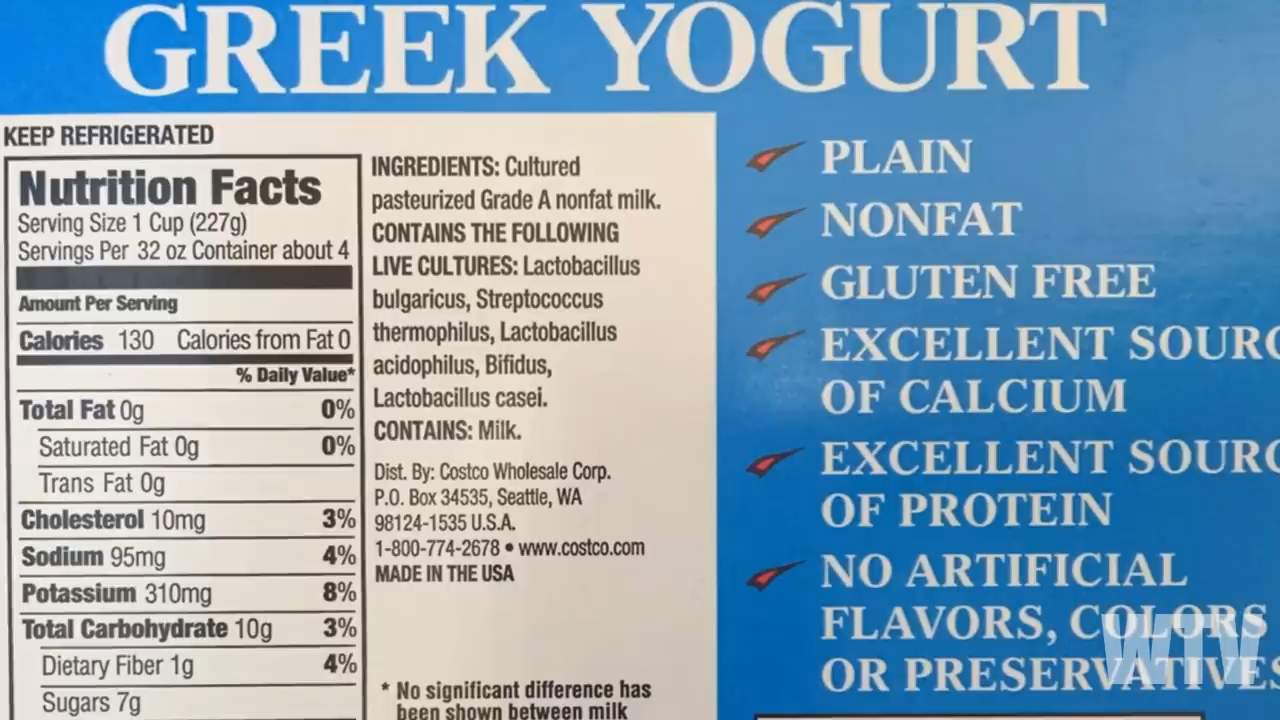 GREEK YOGURT
KEEP REFRIGERATED
Nutrition Facts
Serving Size 1 Cup (227g)
Servings Per 32 oz Container about 4
Amount Per Serving
Calories 130 Calories from Fat 0
% Daily Value*
Total Fat 0g 0%
Saturated Fat 0g 0%
Trans Fat 0g
Cholesterol 10mg 3%
Sodium 95mg 4%
Potassium 310mg 8%
Total Carbohydrate 10g 3%
Dietary Fiber 1g 4%
Sugars 7g
INGREDIENTS: Cultured
pasteurized Grade A nonfat milk.
CONTAINS THE FOLLOWING
LIVE CULTURES: Lactobacillus
bulgaricus, Streptococcus
thermophilus, Lactobacillus
acidophilus, Bifidus,
Lactobacillus casei.
CONTAINS: Milk.
Dist. By: Costco Wholesale Corp.
P.O. Box 34535, Seattle, WA
98124-1535 U.S.A.
1-800-774-2678 • www.costco.com
MADE IN THE USA
* No significant difference has
been shown between milk
PLAIN
NONFAT
GLUTEN FREE
EXCELLENT SOURC
OF CALCIUM
EXCELLENT SOURC
OF PROTEIN
NO ARTIFICIAL
FLAVORS, COLORS
OR PRESERVATIVES
WTV